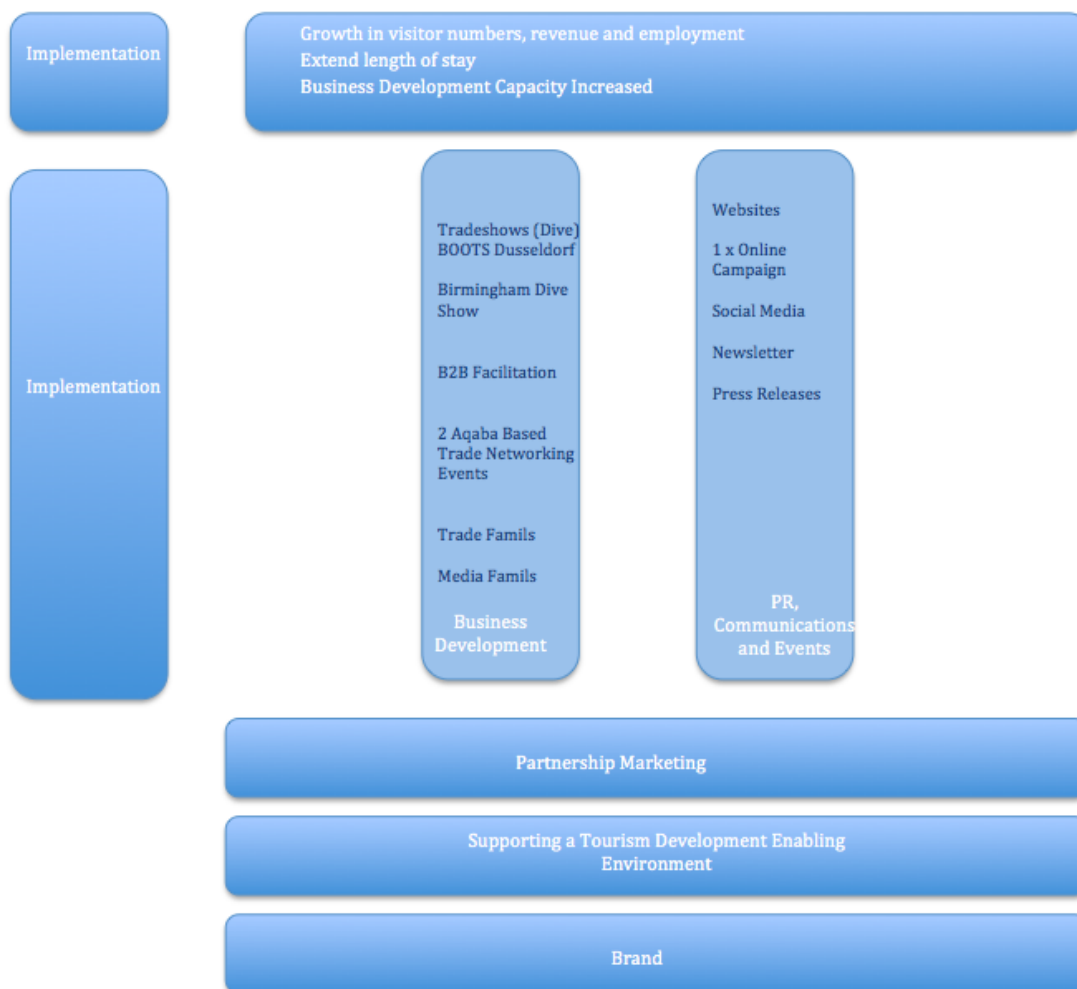 Implementation
Growth in visitor numbers, revenue and employment
Extend length of stay
Business Development Capacity Increased
Implementation
Tradeshows (Dive)
BOOTS Dusseldorf
Birmingham Dive
Show
B2B Facilitation
2 Aqaba Based
Trade Networking
Events
Trade Famils
Media Famils
Business
Development
Websites
1 x Online
Campaign
Social Media
Newsletter
Press Releases
PR,
Communications
and Events
Partnership Marketing
Supporting a Tourism Development Enabling
Environment
Brand